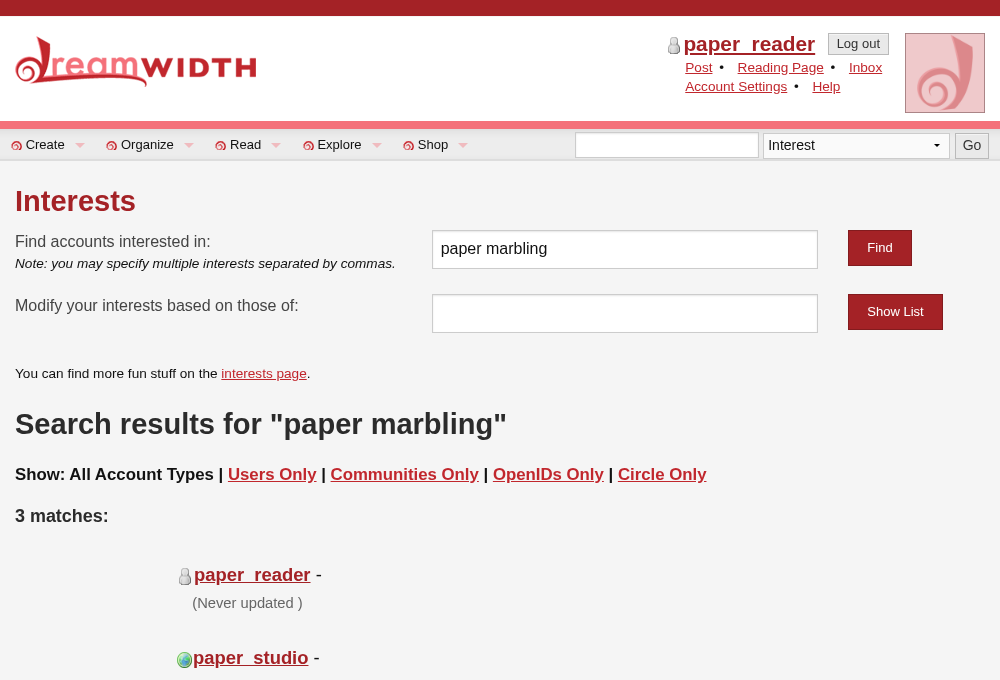 dreamWIDTH
paper_reader Log out
Post • Reading Page • Inbox
Account Settings • Help
Create Organize Read Explore Shop Interest Go
Interests
Find accounts interested in: paper marbling Find
Note: you may specify multiple interests separated by commas.
Modify your interests based on those of: Show List
You can find more fun stuff on the interests page.
Search results for "paper marbling"
Show: All Account Types | Users Only | Communities Only | OpenIDs Only | Circle Only
3 matches:
paper_reader -
(Never updated )
paper_studio -